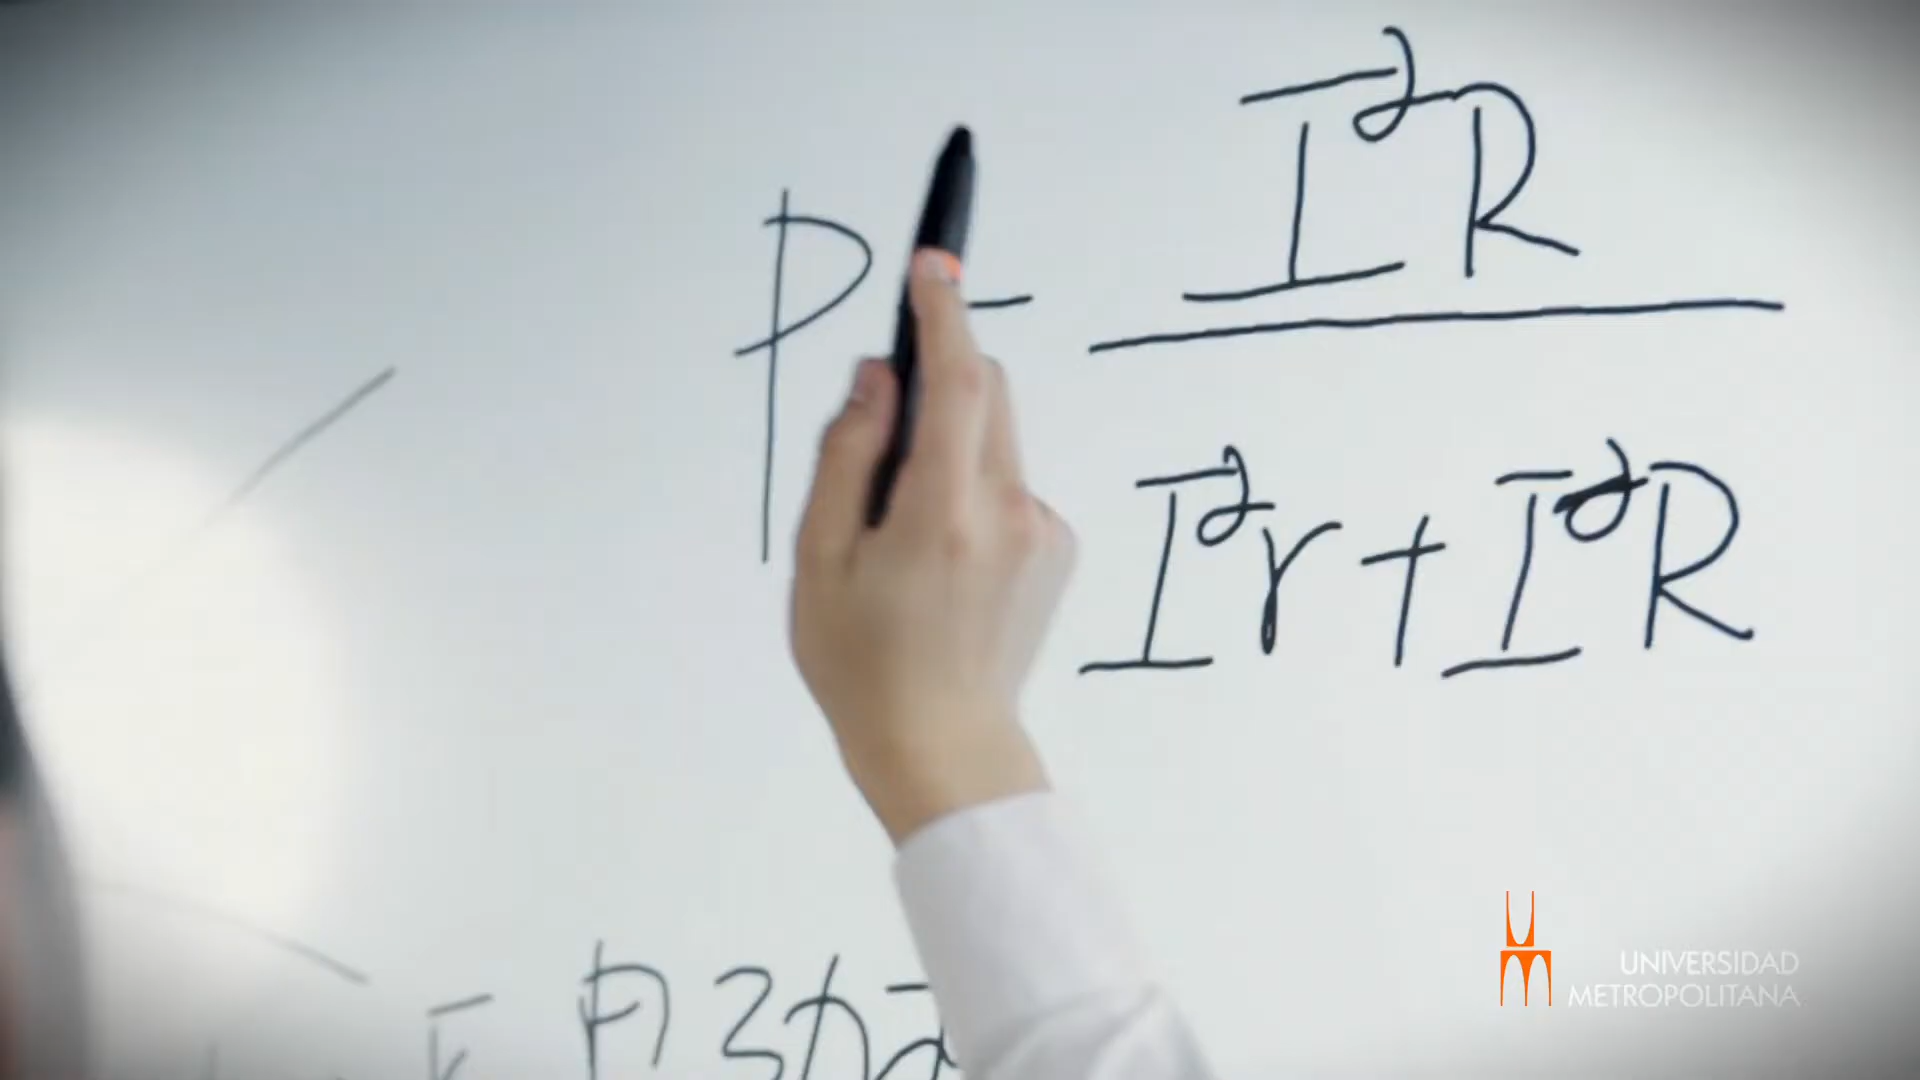 P = I²R / (I²r + I²R)
UNIVERSIDAD
METROPOLITANA